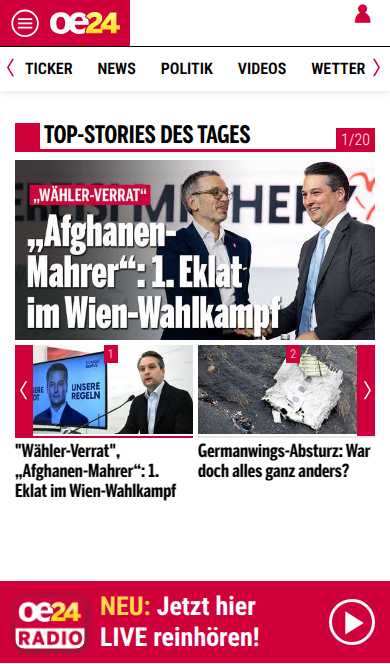 oe24
TICKER NEWS POLITIK VIDEOS WETTER
TOP-STORIES DES TAGES
1/20
„WÄHLER-VERRAT“
„Afghanen-
Mahrer“: 1. Eklat
im Wien-Wahlkampf
1
UNSERE
REGELN
2
"Wähler-Verrat",
„Afghanen-Mahrer“: 1.
Eklat im Wien-Wahlkampf
Germanwings-Absturz: War
doch alles ganz anders?
oe24
RADIO
NEU: Jetzt hier
LIVE reinhören!